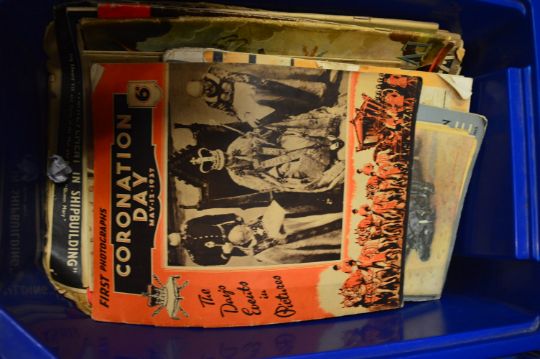 6D
FIRST PHOTOGRAPHS
CORONATION
DAY
MAY·12·1937
The
Day's
Events
in
Pictures
IN SHIPBUILDING"